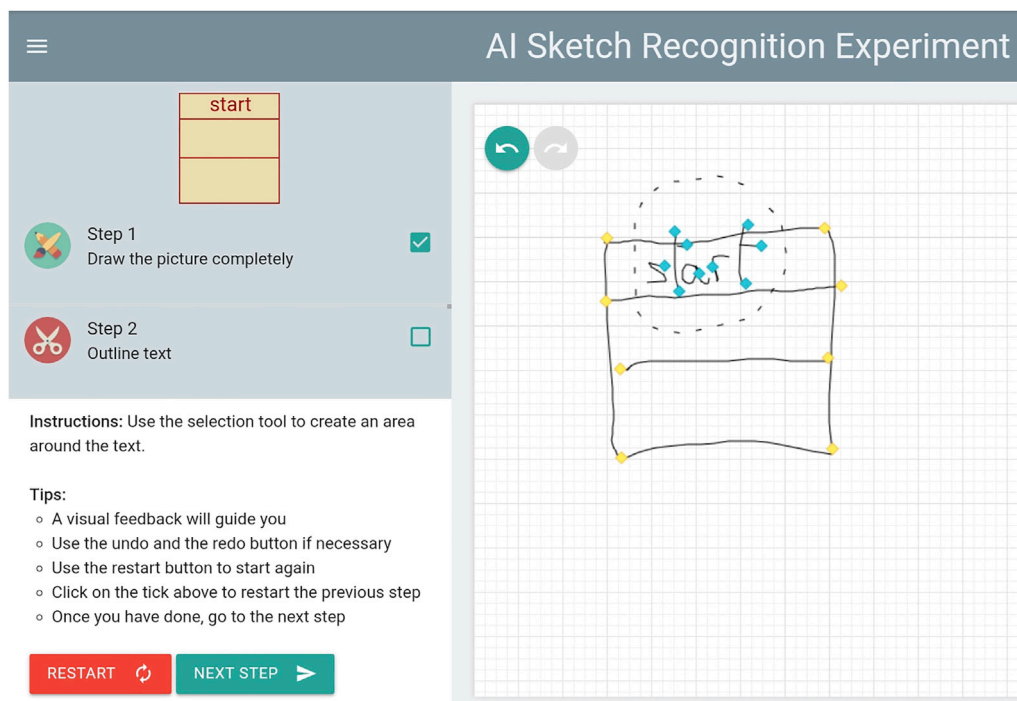 AI Sketch Recognition Experiment
start
Step 1
Draw the picture completely
Step 2
Outline text
Instructions: Use the selection tool to create an area
around the text.
Tips:
A visual feedback will guide you
Use the undo and the redo button if necessary
Use the restart button to start again
Click on the tick above to restart the previous step
Once you have done, go to the next step
RESTART
NEXT STEP
start